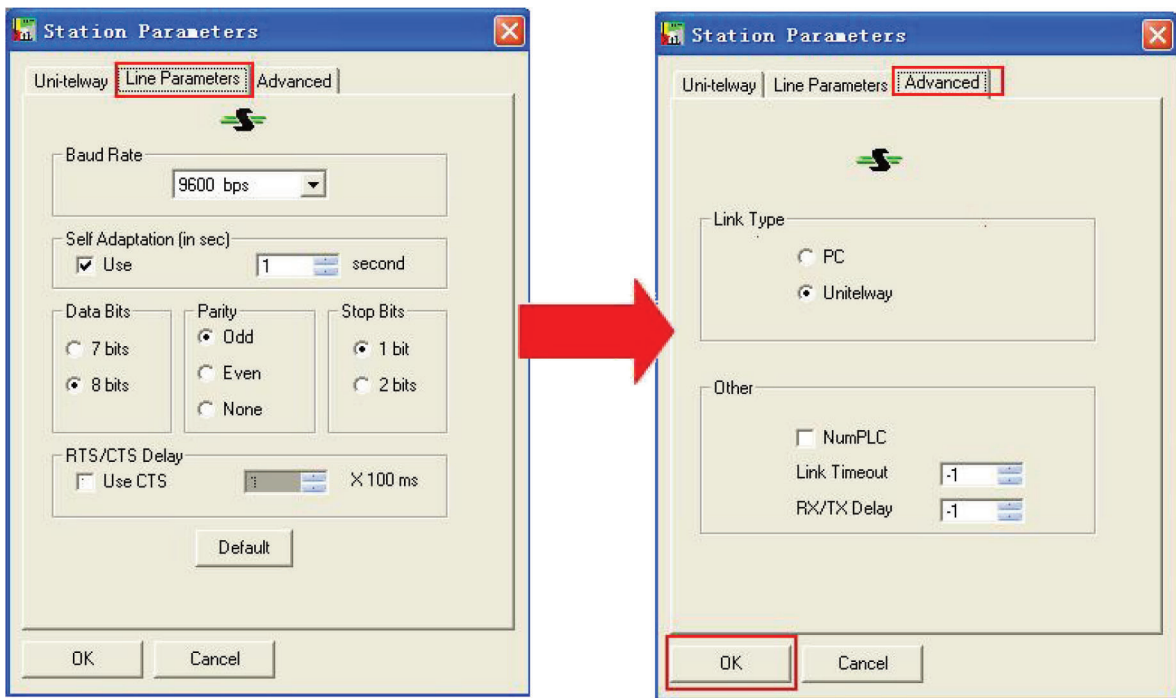 Station Parameters
Uni-telway Line Parameters Advanced
Baud Rate
9600 bps
Self Adaptation (in sec)
Use 1 second
Data Bits Parity Stop Bits
7 bits Odd 1 bit
8 bits Even 2 bits
None
RTS/CTS Delay
Use CTS 1 X 100 ms
Default
OK Cancel
Station Parameters
Uni-telway Line Parameters Advanced
Link Type
PC
Unitelway
Other
NumPLC
Link Timeout -1
RX/TX Delay -1
OK Cancel